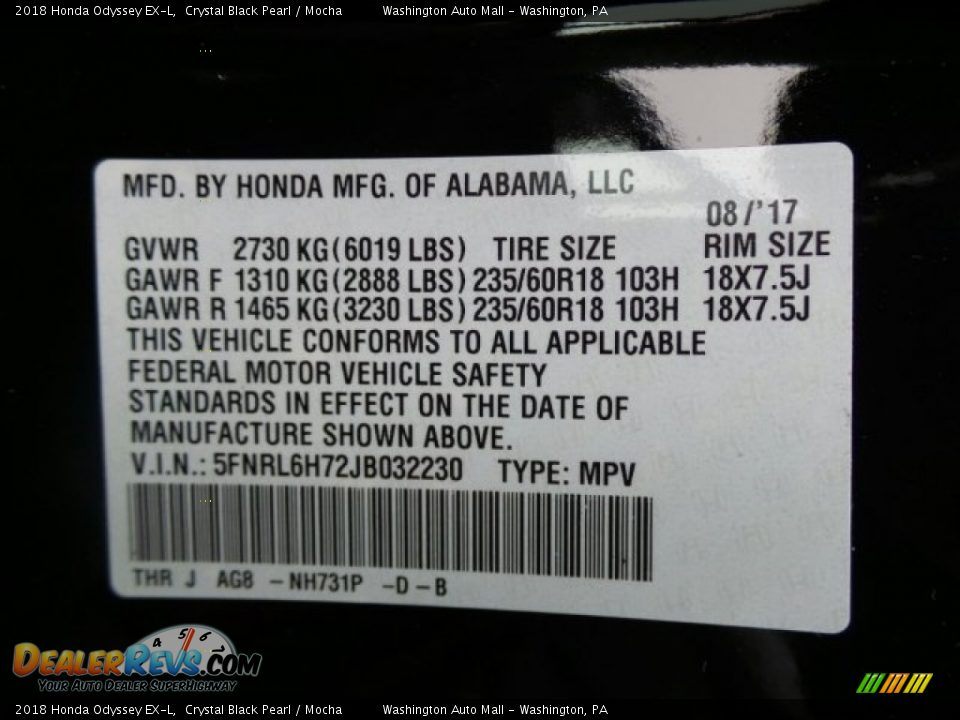 2018 Honda Odyssey EX-L, Crystal Black Pearl / Mocha Washington Auto Mall - Washington, PA
MFD. BY HONDA MFG. OF ALABAMA, LLC
08/'17
GVWR 2730 KG (6019 LBS) TIRE SIZE RIM SIZE
GAWR F 1310 KG (2888 LBS) 235/60R18 103H 18X7.5J
GAWR R 1465 KG (3230 LBS) 235/60R18 103H 18X7.5J
THIS VEHICLE CONFORMS TO ALL APPLICABLE
FEDERAL MOTOR VEHICLE SAFETY
STANDARDS IN EFFECT ON THE DATE OF
MANUFACTURE SHOWN ABOVE.
V.I.N.: 5FNRL6H72JB032230 TYPE: MPV
THR J AG8 - NH731P - D - B
4 5 6 7
DEALERREVS.COM
YOUR AUTO DEALER SUPERHIGHWAY
2018 Honda Odyssey EX-L, Crystal Black Pearl / Mocha Washington Auto Mall - Washington, PA